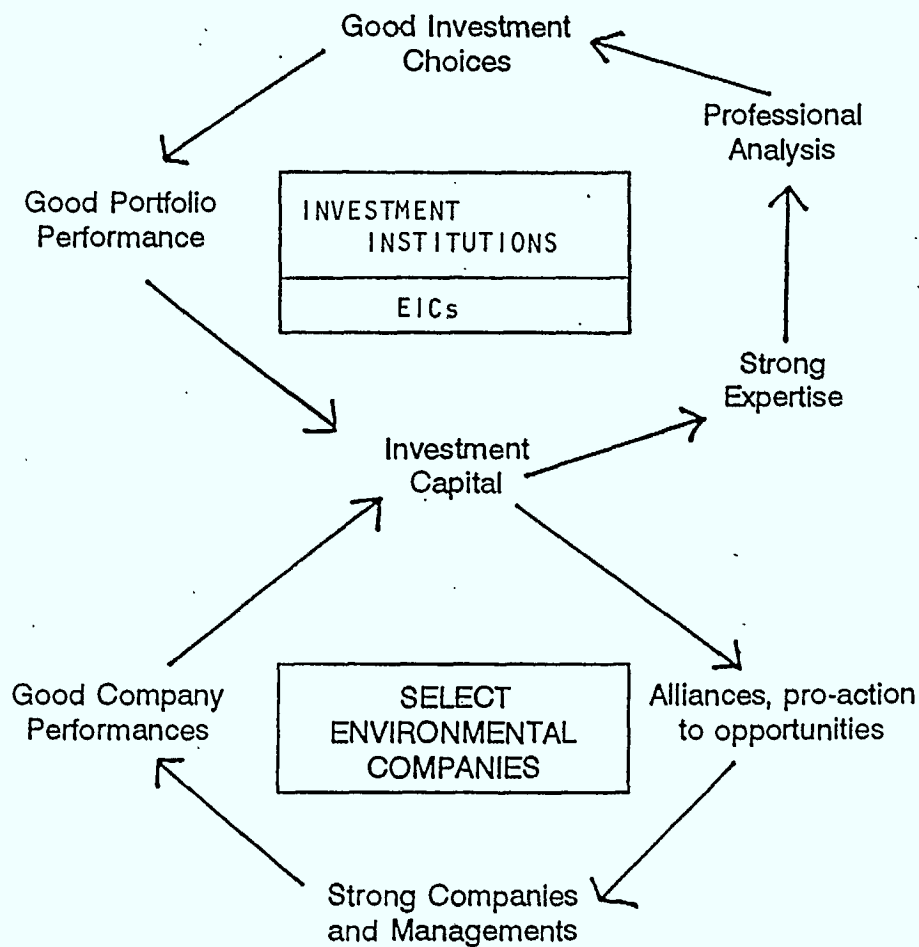 Good Investment
Choices
Professional
Analysis
Good Portfolio
Performance
INVESTMENT
INSTITUTIONS
EICs
Strong
Expertise
Investment
Capital
Good Company
Performances
SELECT
ENVIRONMENTAL
COMPANIES
Alliances, pro-action
to opportunities
Strong Companies
and Managements